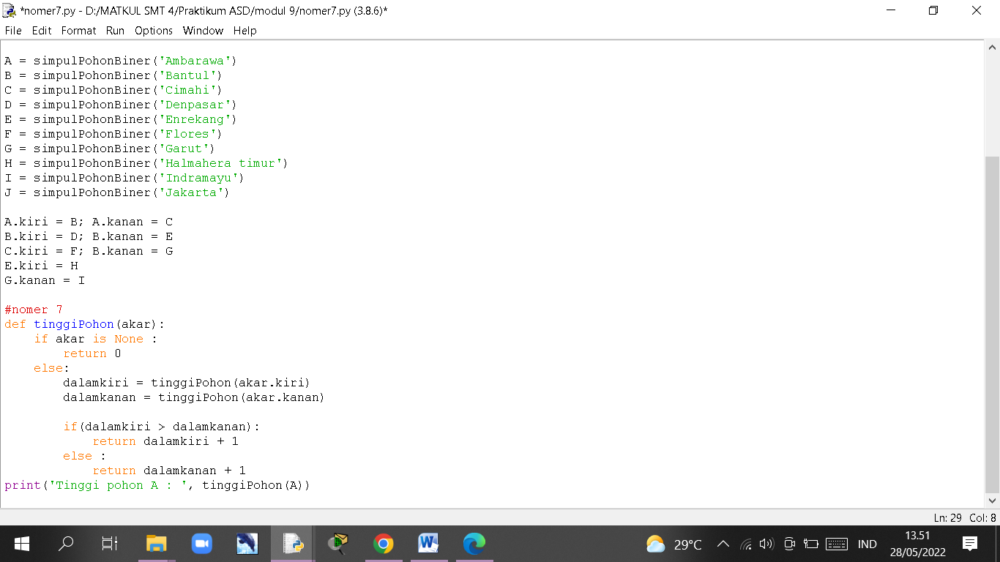 *nomer7.py - D:/MATKUL SMT 4/Praktikum ASD/modul 9/nomer7.py (3.8.6)*
File Edit Format Run Options Window Help
A = simpulPohonBiner('Ambarawa')
B = simpulPohonBiner('Bantul')
C = simpulPohonBiner('Cimahi')
D = simpulPohonBiner('Denpasar')
E = simpulPohonBiner('Enrekang')
F = simpulPohonBiner('Flores')
G = simpulPohonBiner('Garut')
H = simpulPohonBiner('Halmahera timur')
I = simpulPohonBiner('Indramayu')
J = simpulPohonBiner('Jakarta')

A.kiri = B; A.kanan = C
B.kiri = D; B.kanan = E
C.kiri = F; B.kanan = G
E.kiri = H
G.kanan = I

#nomer 7
def tinggiPohon(akar):
    if akar is None :
        return 0
    else:
        dalamkiri = tinggiPohon(akar.kiri)
        dalamkanan = tinggiPohon(akar.kanan)

        if(dalamkiri > dalamkanan):
            return dalamkiri + 1
        else :
            return dalamkanan + 1
print('Tinggi pohon A : ', tinggiPohon(A))
Ln: 29 Col: 8
29°C
IND
13.51
28/05/2022